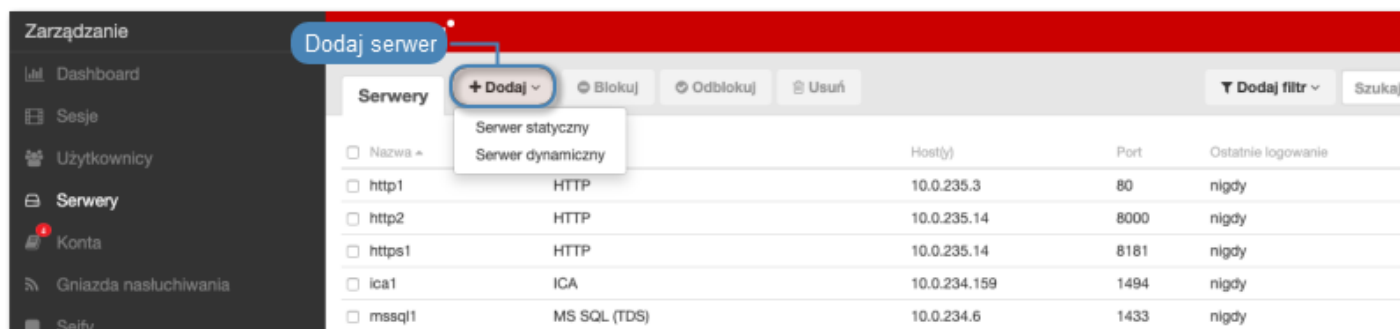 Zarządzanie
Dodaj serwer
Dashboard
Serwery
+ Dodaj
Blokuj
Odblokuj
Usuń
Dodaj filtr
Szukaj
Sesje
Serwer statyczny
Serwer dynamiczny
Użytkownicy
Nazwa
Host(y)
Port
Ostatnie logowanie
http1 HTTP 10.0.235.3 80 nigdy
Serwery
http2 HTTP 10.0.235.14 8000 nigdy
4
Konta
https1 HTTP 10.0.235.14 8181 nigdy
Gniazda nasłuchiwania
ica1 ICA 10.0.234.159 1494 nigdy
Sejfy
mssql1 MS SQL (TDS) 10.0.234.6 1433 nigdy